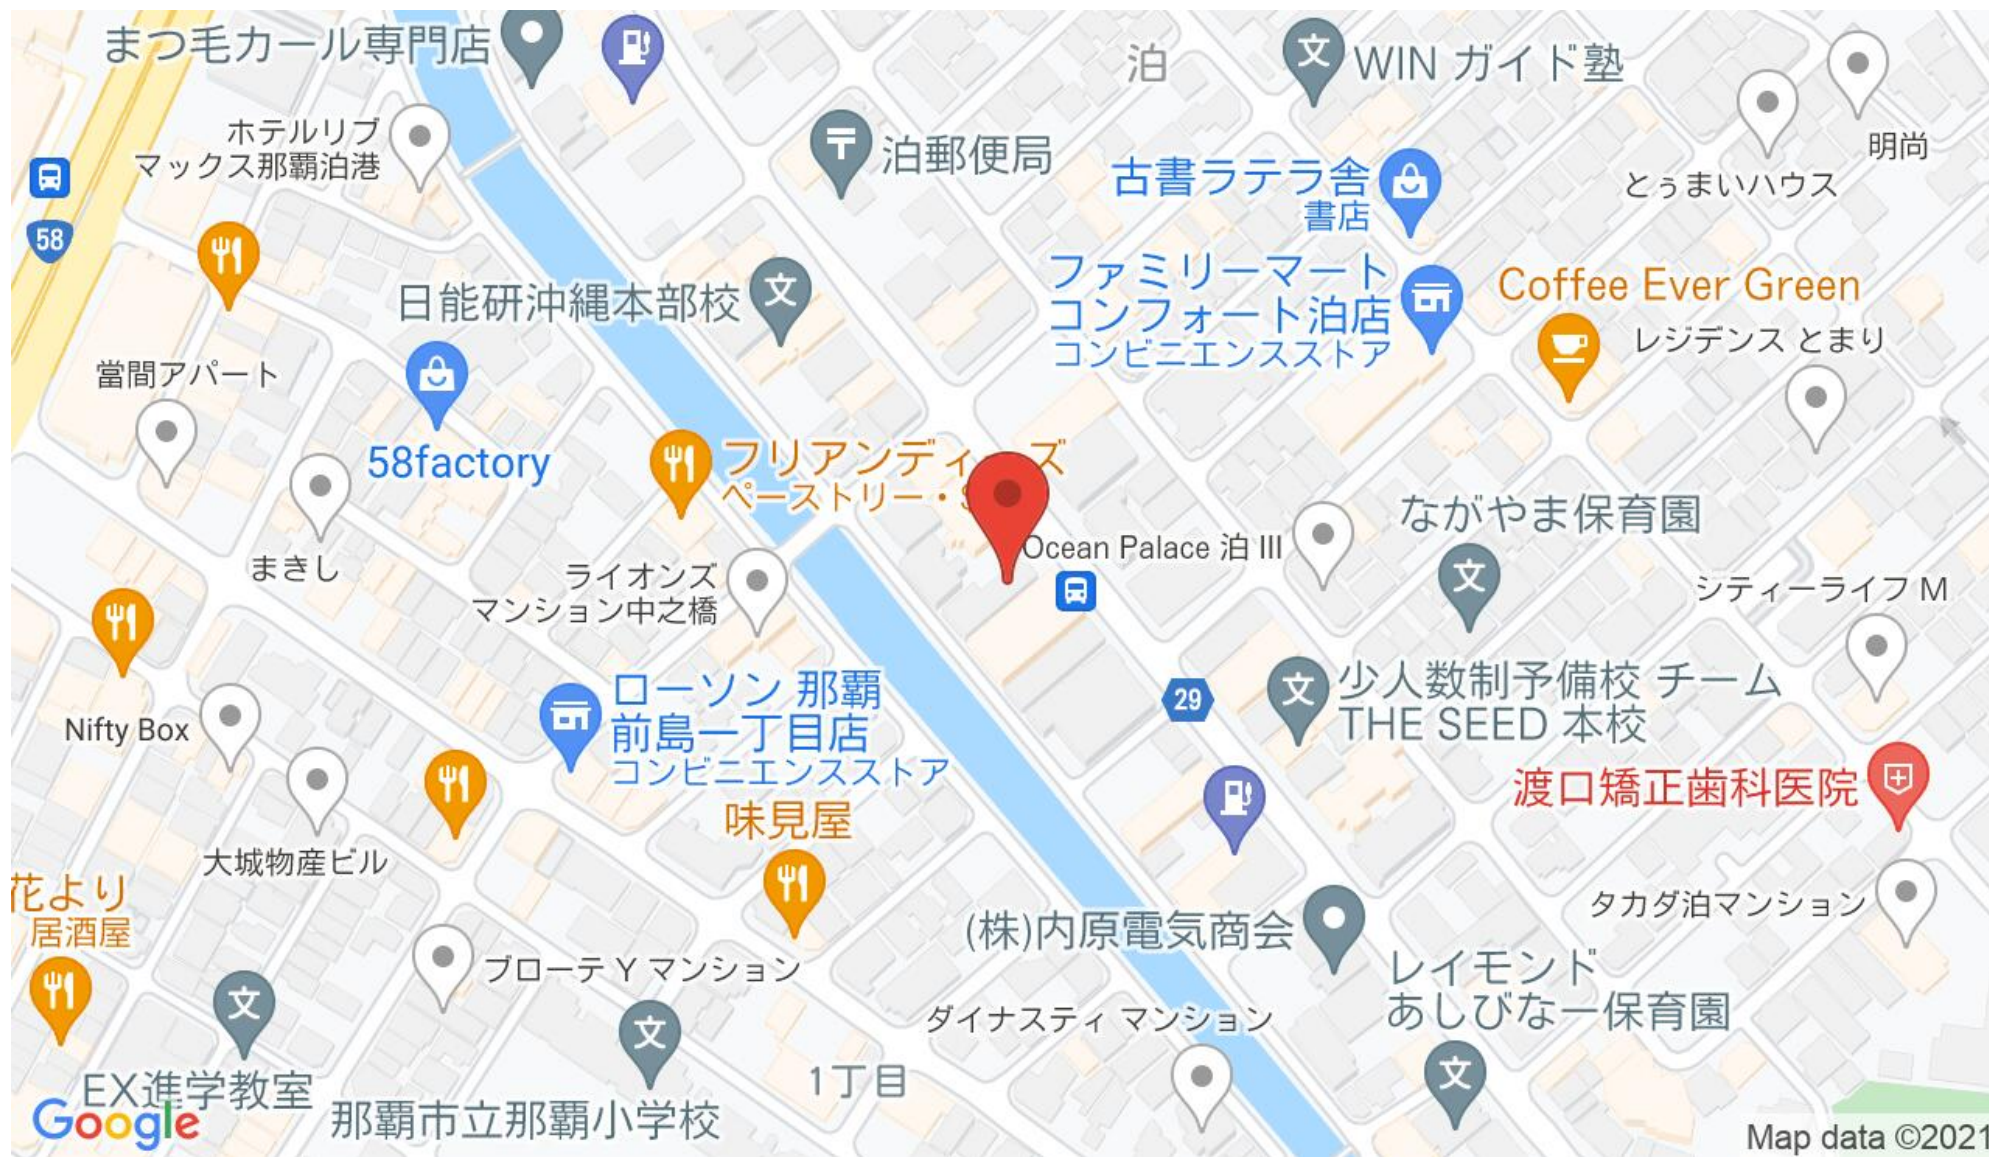 まつ毛カール専門店
泊
WIN ガイド塾
ホテルリブ
マックス那覇泊港
泊郵便局
明尚
とぅまいハウス
古書ラテラ舎
書店
58
日能研沖縄本部校
ファミリーマート
コンフォート泊店
コンビニエンスストア
Coffee Ever Green
レジデンス とまり
當間アパート
58factory
フリアンディーズ
ペーストリー・S
まきし
ライオンズ
マンション中之橋
Ocean Palace 泊 III
ながやま保育園
シティーライフ M
Nifty Box
ローソン 那覇
前島一丁目店
コンビニエンスストア
29
少人数制予備校 チーム
THE SEED 本校
渡口矯正歯科医院
大城物産ビル
味見屋
花より
居酒屋
(株)内原電気商会
タカダ泊マンション
ブローテ Y マンション
ダイナスティ マンション
レイモンド
あしびなー保育園
EX進学教室
1丁目
那覇市立那覇小学校
Google
Map data ©2021